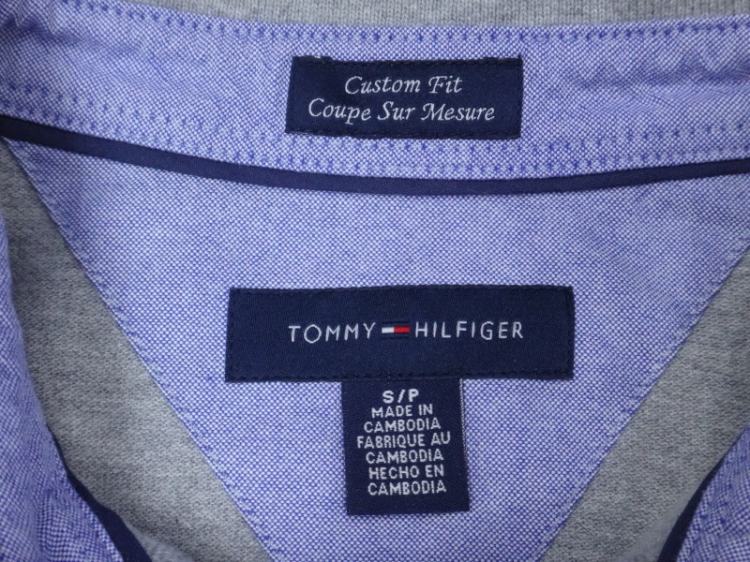 Custom Fit
Coupe Sur Mesure
TOMMY HILFIGER
S/P
MADE IN
CAMBODIA
FABRIQUE AU
CAMBODIA
HECHO EN
CAMBODIA